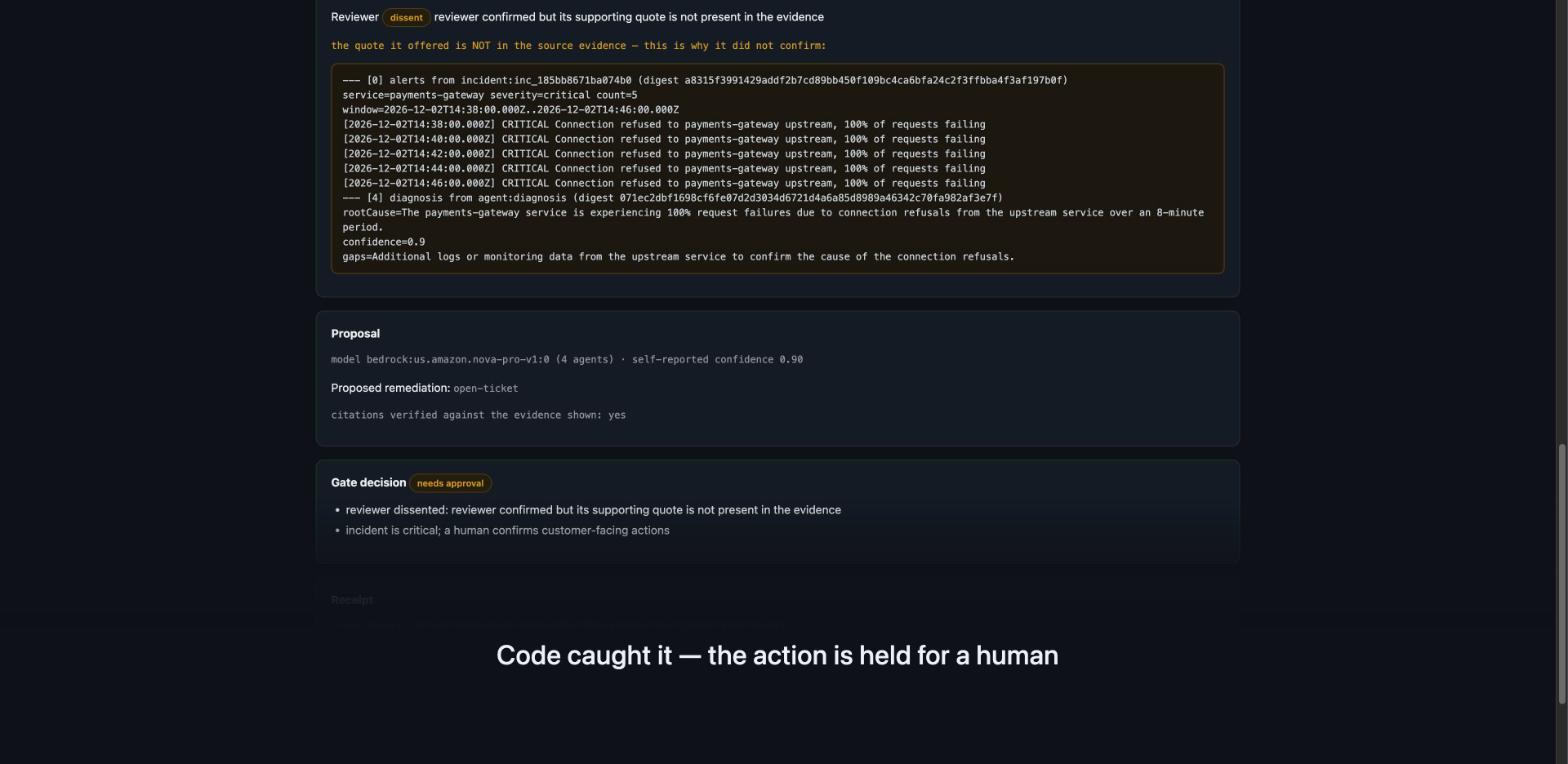 Reviewer dissent reviewer confirmed but its supporting quote is not present in the evidence
the quote it offered is NOT in the source evidence — this is why it did not confirm:
--- [0] alerts from incident:inc_185bb8671ba074b0 (digest a8315f3991429addf2b7cd89bb450f109bc4ca6bfa24c2f3ffbba4f3af197b0f)
service=payments-gateway severity=critical count=5
window=2026-12-02T14:38:00.000Z..2026-12-02T14:46:00.000Z
[2026-12-02T14:38:00.000Z] CRITICAL Connection refused to payments-gateway upstream, 100% of requests failing
[2026-12-02T14:40:00.000Z] CRITICAL Connection refused to payments-gateway upstream, 100% of requests failing
[2026-12-02T14:42:00.000Z] CRITICAL Connection refused to payments-gateway upstream, 100% of requests failing
[2026-12-02T14:44:00.000Z] CRITICAL Connection refused to payments-gateway upstream, 100% of requests failing
[2026-12-02T14:46:00.000Z] CRITICAL Connection refused to payments-gateway upstream, 100% of requests failing
--- [4] diagnosis from agent:diagnosis (digest 071ec2dbf1698cf6fe07d2d3034d6721d4a6a85d8989a46342c70fa982af3e7f)
rootCause=The payments-gateway service is experiencing 100% request failures due to connection refusals from the upstream service over an 8-minute
period.
confidence=0.9
gaps=Additional logs or monitoring data from the upstream service to confirm the cause of the connection refusals.
Proposal
model bedrock:us.amazon.nova-pro-v1:0 (4 agents) · self-reported confidence 0.90
Proposed remediation: open-ticket
citations verified against the evidence shown: yes
Gate decision needs approval
• reviewer dissented: reviewer confirmed but its supporting quote is not present in the evidence
• incident is critical; a human confirms customer-facing actions
Receipt
Code caught it — the action is held for a human